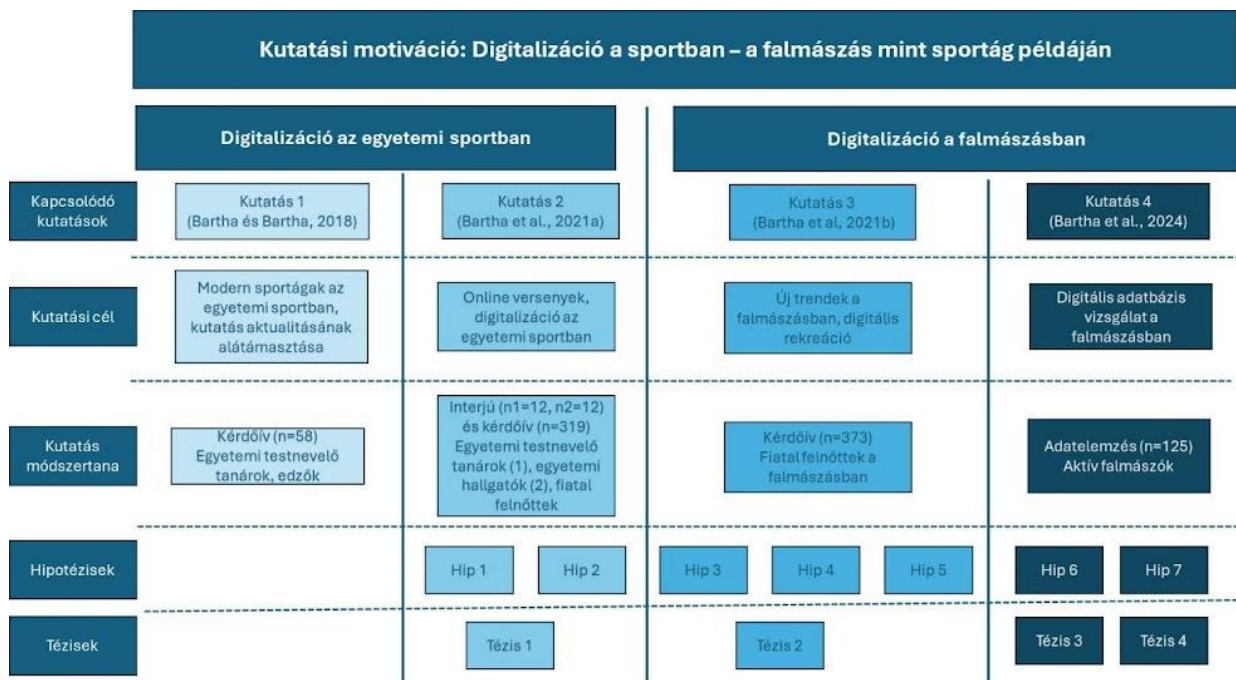 Kutatási motiváció: Digitalizáció a sportban – a falmászás mint sportág példáján
Digitalizáció az egyetemi sportban
Digitalizáció a falmászásban
Kapcsolódó
kutatások
Kutatás 1
(Bartha és Bartha, 2018)
Kutatás 2
(Bartha et al., 2021a)
Kutatás 3
(Bartha et al, 2021b)
Kutatás 4
(Bartha et al., 2024)
Kutatási cél
Modern sportágak az
egyetemi sportban,
kutatás aktualitásának
alátámasztása
Online versenyek,
digitalizáció az
egyetemi sportban
Új trendek a
falmászásban, digitális
rekreáció
Digitális adatbázis
vizsgálat a
falmászásban
Kutatás
módszertana
Kérdőív (n=58)
Egyetemi testnevelő
tanárok, edzők
Interjú (n1=12, n2=12)
és kérdőív (n=319)
Egyetemi testnevelő
tanárok (1), egyetemi
hallgatók (2), fiatal
felnőttek
Kérdőív (n=373)
Fiatal felnőttek a
falmászásban
Adatelemzés (n=125)
Aktív falmászók
Hipotézisek
Hip 1
Hip 2
Hip 3
Hip 4
Hip 5
Hip 6
Hip 7
Tézisek
Tézis 1
Tézis 2
Tézis 3
Tézis 4